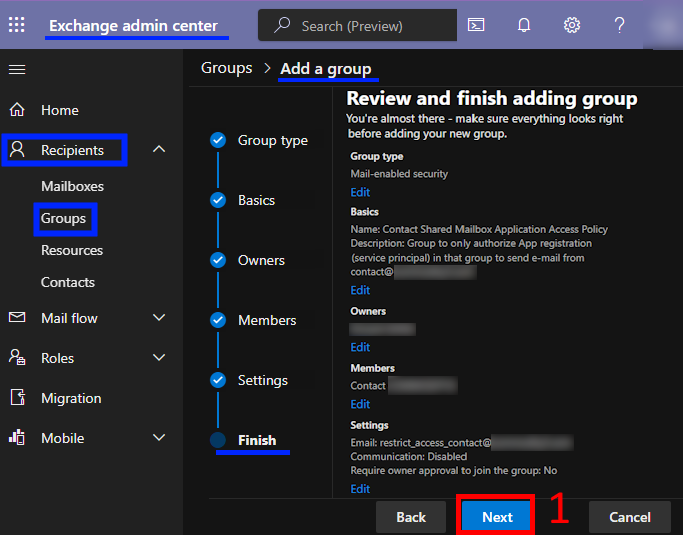 Exchange admin center
Search (Preview)
?
Groups > Add a group
Home
Recipients
Mailboxes
Groups
Resources
Contacts
Mail flow
Roles
Migration
Mobile
Group type
Basics
Owners
Members
Settings
Finish
Review and finish adding group
You're almost there - make sure everything looks right
before adding your new group.
Group type
Mail-enabled security
Edit
Basics
Name: Contact Shared Mailbox Application Access Policy
Description: Group to only authorize App registration
(service principal) in that group to send e-mail from
contact@
Edit
Owners
Edit
Members
Contact
Edit
Settings
Email: restrict_access_contact@
Communication: Disabled
Require owner approval to join the group: No
Edit
Back
Next
1
Cancel